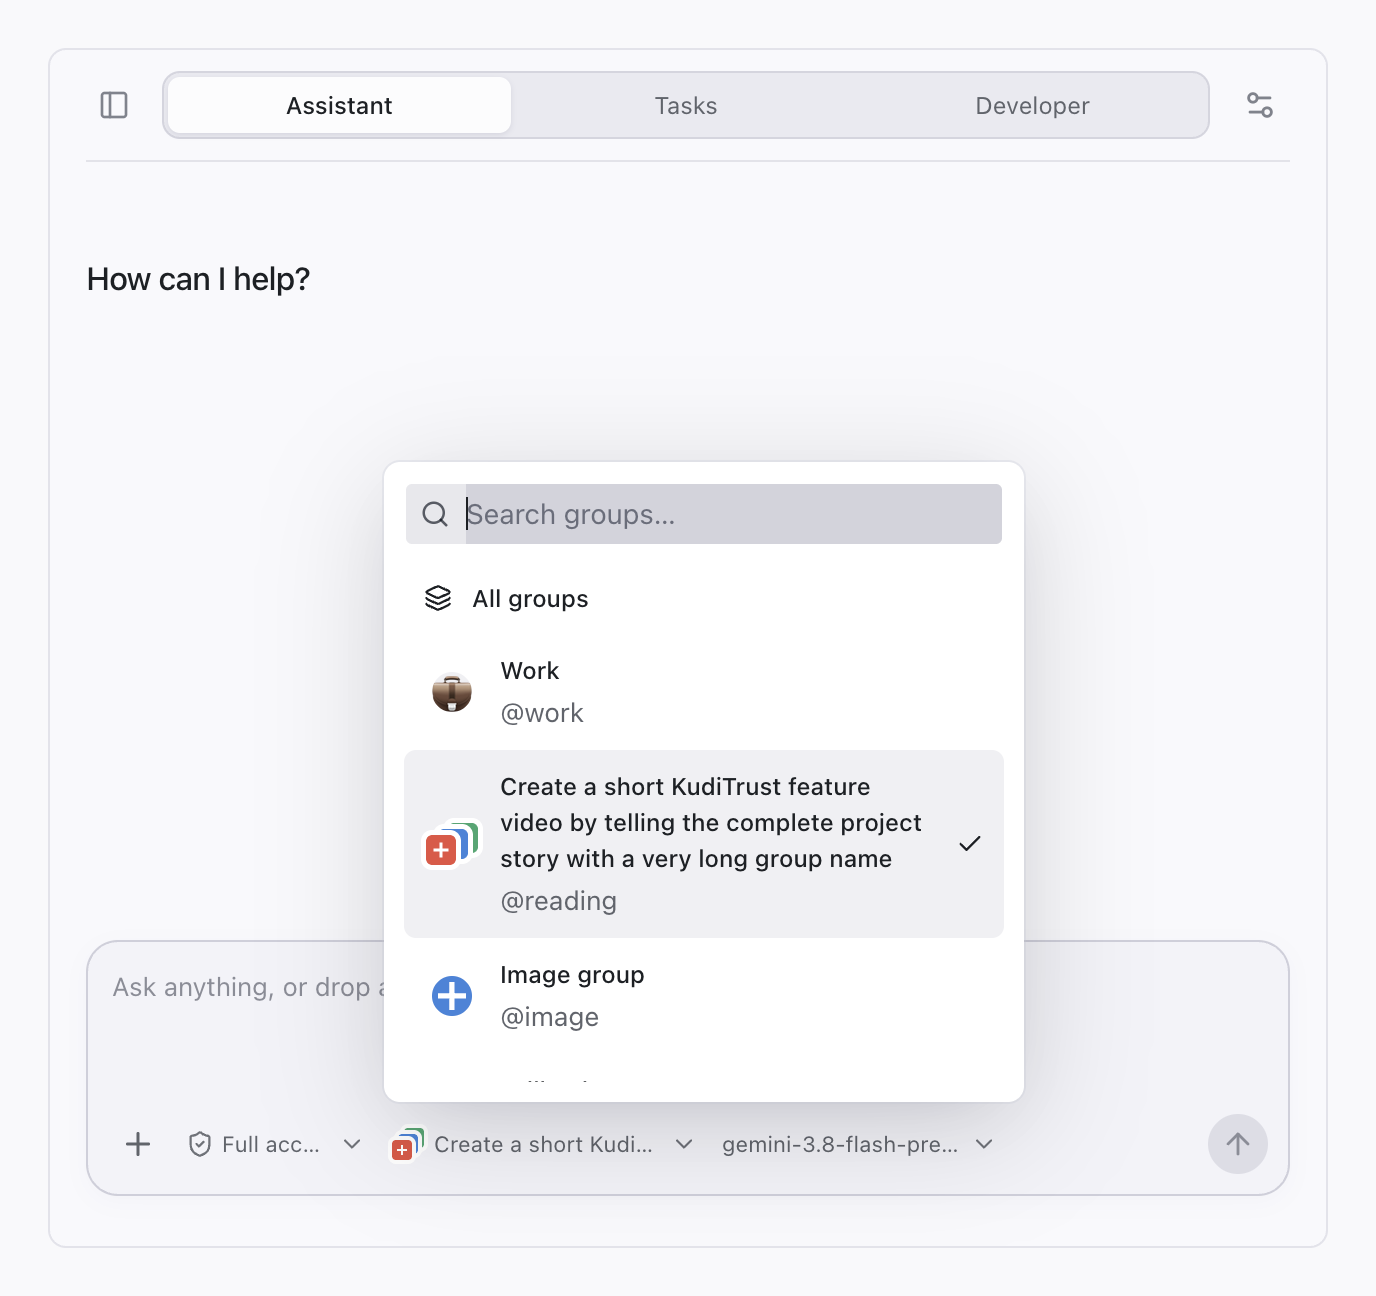 Assistant
Tasks
Developer
How can I help?
Search groups...
All groups
Work
@work
Create a short KudiTrust feature
video by telling the complete project
story with a very long group name
@reading
Image group
@image
Ask anything, or drop
Full acc...
Create a short Kudi...
gemini-3.8-flash-pre...